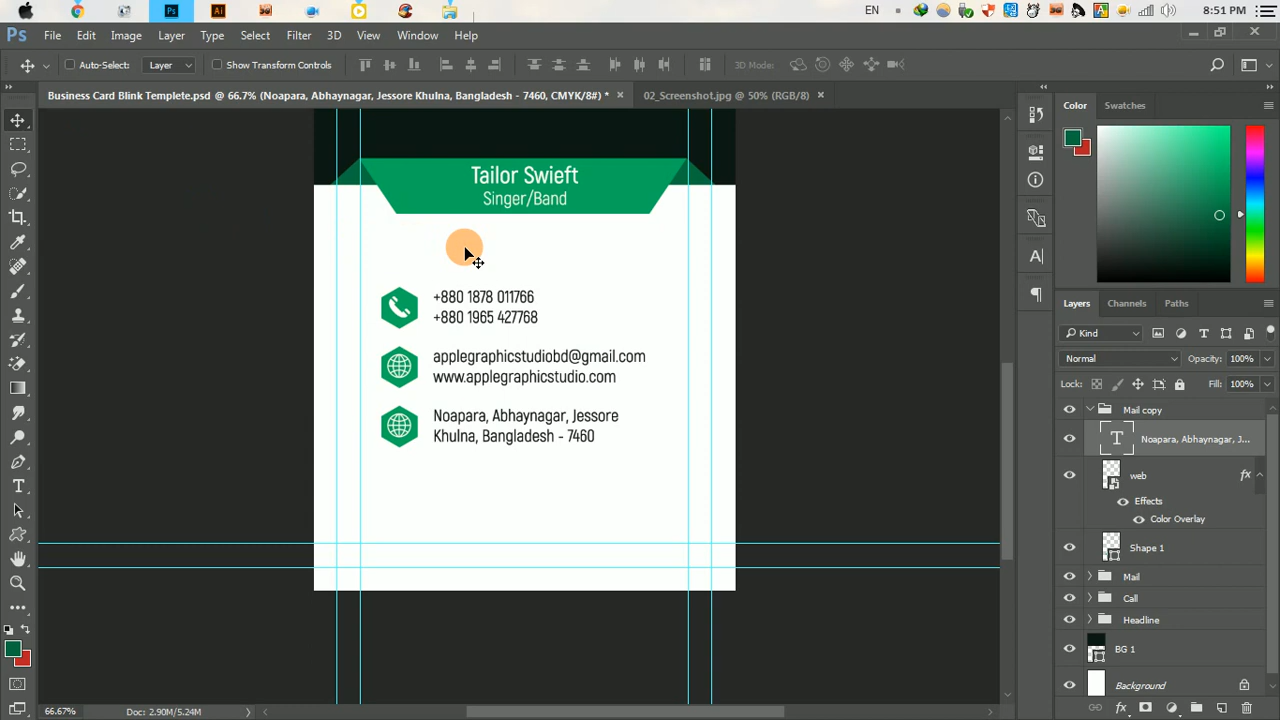 EN
8:51 PM
Ps
Ai
Ps File Edit Image Layer Type Select Filter 3D View Window Help
Auto-Select: Layer Show Transform Controls 3D Mode:
Business Card Blink Templete.psd @ 66.7% (Noapara, Abhaynagar, Jessore Khulna, Bangladesh - 7460, CMYK/8#) * × 02_Screenshot.jpg @ 50% (RGB/8) ×
Color Swatches
Tailor Swieft
Singer/Band
+880 1878 011766
+880 1965 427768
applegraphicstudiobd@gmail.com
www.applegraphicstudio.com
Noapara, Abhaynagar, Jessore
Khulna, Bangladesh - 7460
Layers Channels Paths
Kind
Normal Opacity: 100%
Lock: Fill: 100%
Mail copy
Noapara, Abhaynagar, J...
web fx
Effects
Color Overlay
Shape 1
Mail
Call
Headline
BG 1
Background
66.67% Doc: 2.90M/5.24M